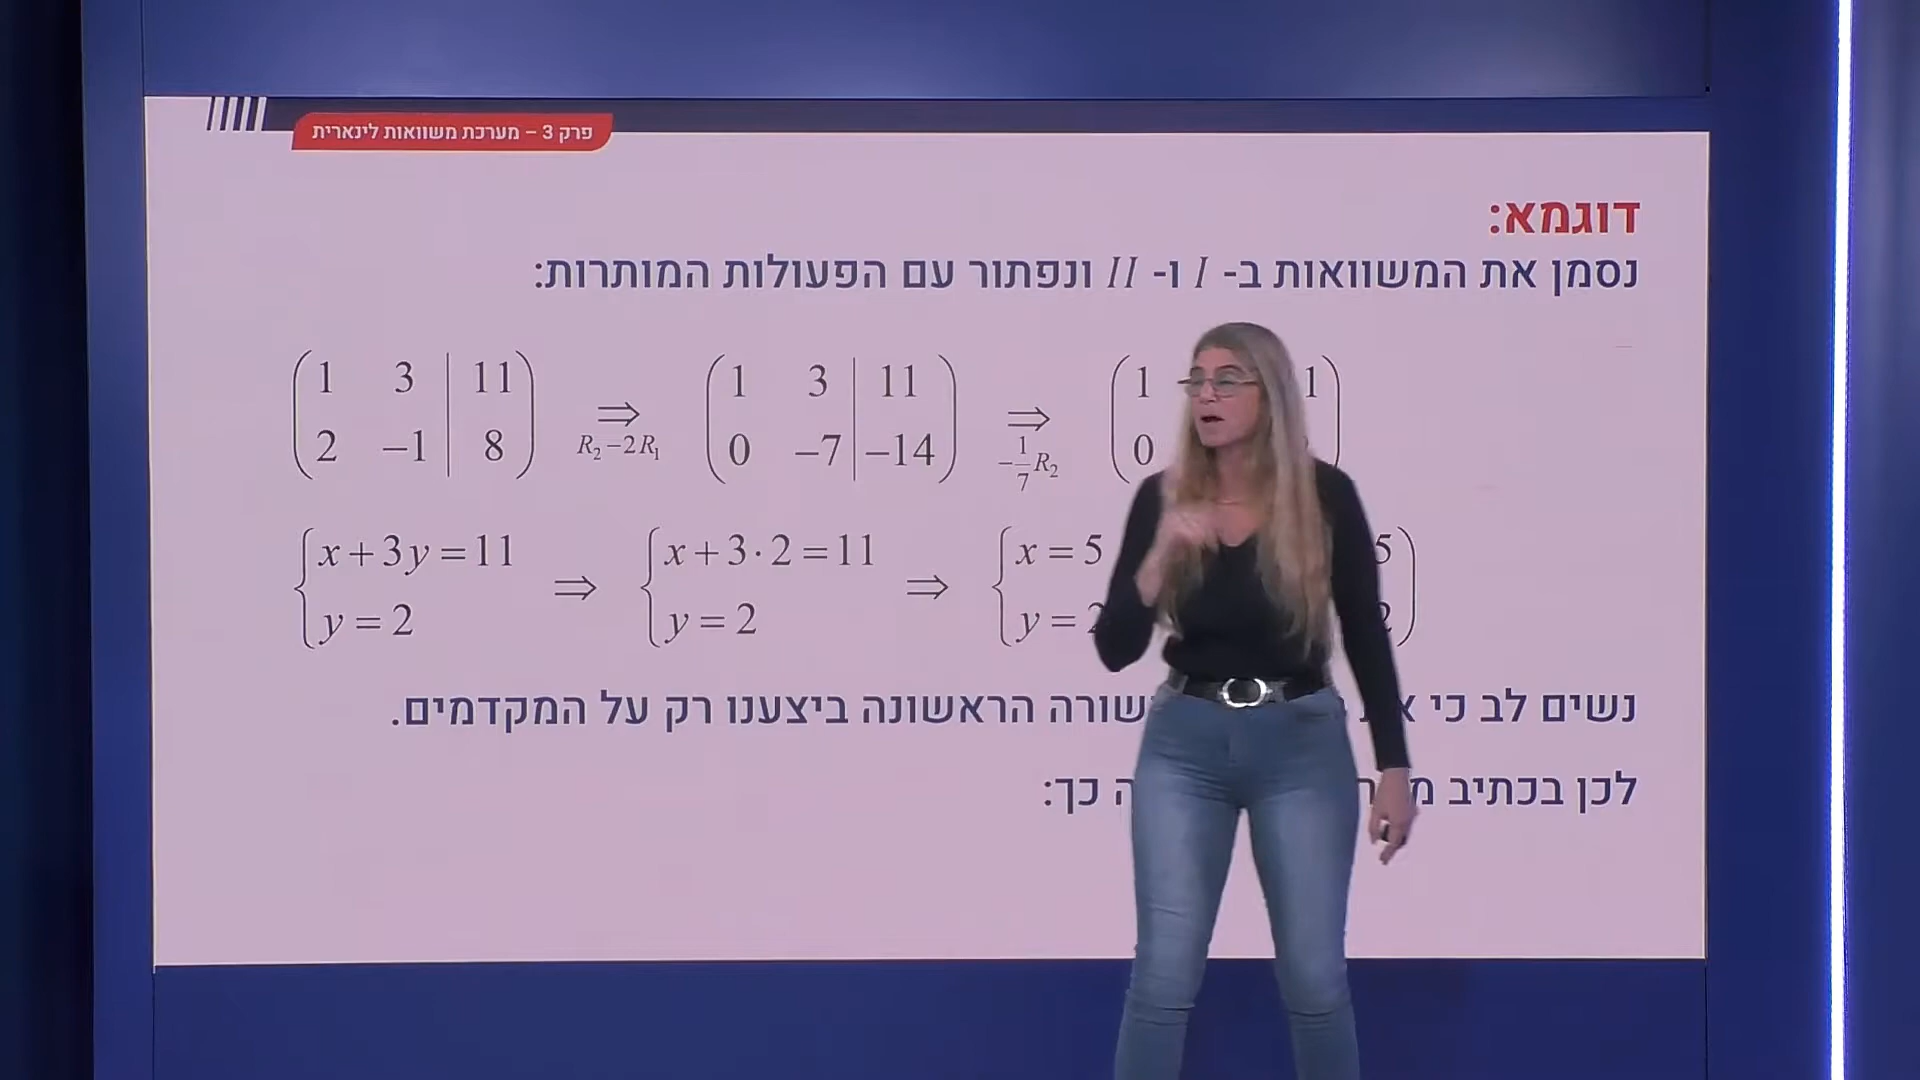 פרק 3 – מערכת משוואות לינארית
דוגמא:
נסמן את המשוואות ב- I ו- II ונפתור עם הפעולות המותרות:
1 3 | 11 ⇒ 1 3 | 11 ⇒ 1
2 −1 | 8 R₂−2R₁ 0 −7 | −14 −1/7 R₂ 0
x+3y=11 ⇒ x+3·2=11 ⇒ x=5 5
y=2 y=2 y=2 2
נשים לב כי שורה הראשונה ביצענו רק על המקדמים.
לכן בכתיב כך: